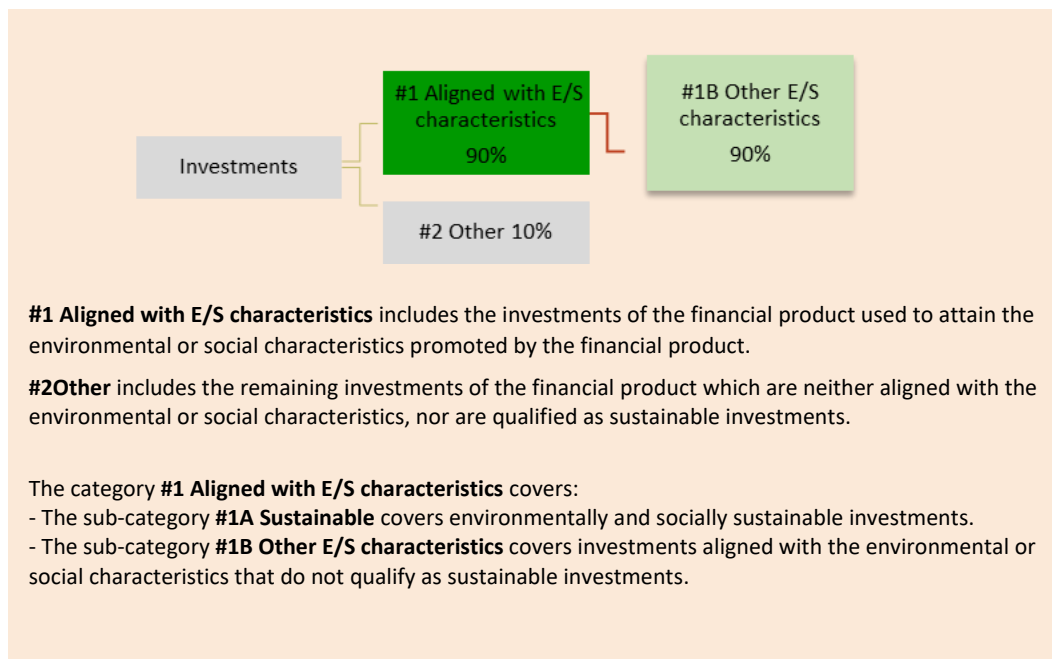 #1 Aligned with E/S
characteristics
90%
#1B Other E/S
characteristics
90%
Investments
#2 Other 10%
#1 Aligned with E/S characteristics includes the investments of the financial product used to attain the
environmental or social characteristics promoted by the financial product.
#2Other includes the remaining investments of the financial product which are neither aligned with the
environmental or social characteristics, nor are qualified as sustainable investments.
The category #1 Aligned with E/S characteristics covers:
- The sub-category #1A Sustainable covers environmentally and socially sustainable investments.
- The sub-category #1B Other E/S characteristics covers investments aligned with the environmental or
social characteristics that do not qualify as sustainable investments.